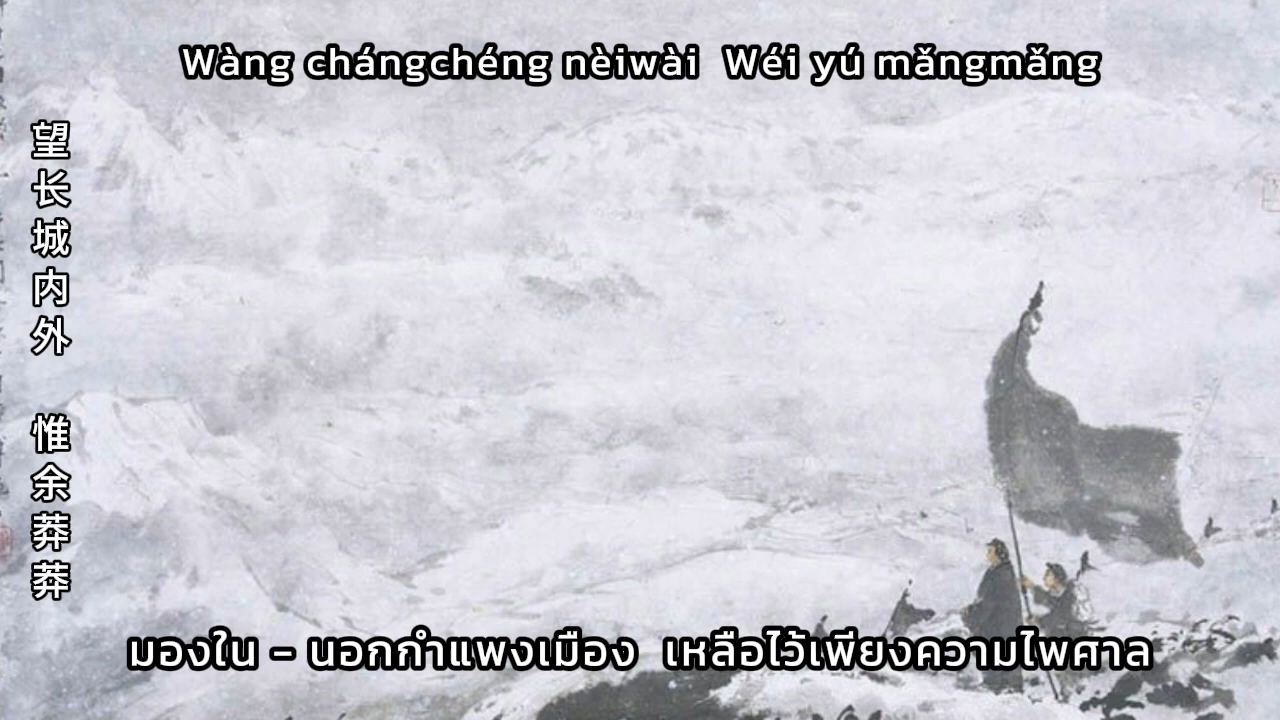 Wàng chángchéng nèiwài Wéi yú mǎngmǎng
望长城内外 惟余莽莽
มองใน – นอกกำแพงเมือง เหลือไว้เพียงความไพศาล